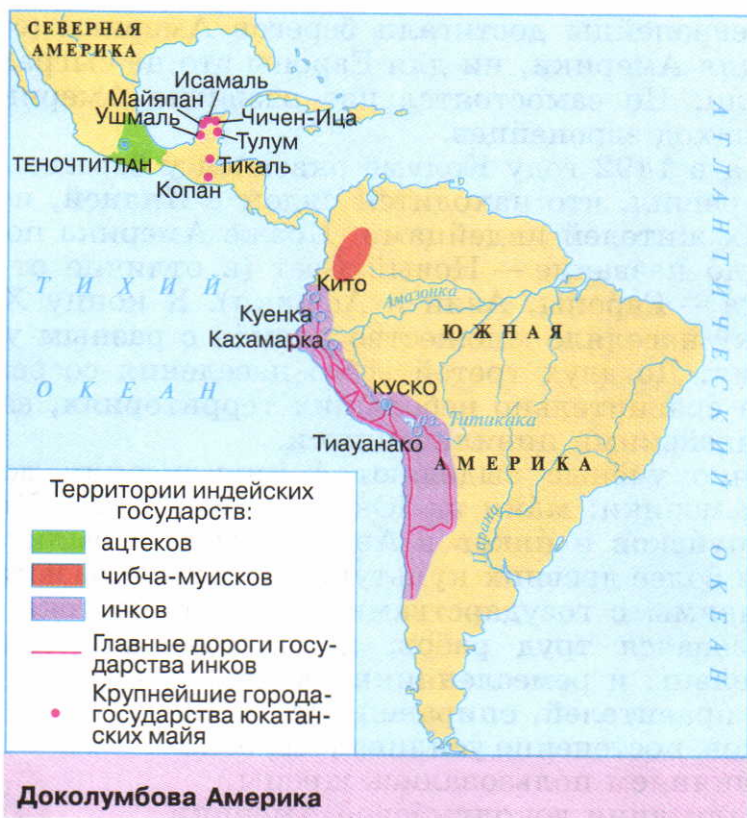 СЕВЕРНАЯ
АМЕРИКА
Исамаль
Майяпан
Ушмаль
Чичен-Ица
Тулум
ТЕНОЧТИТЛАН
Тикаль
Копан
АТЛАНТИЧЕСКИЙ ОКЕАН
ТИХИЙ
ОКЕАН
Кито
Амазонка
Куенка
ЮЖНАЯ
Кахамарка
КУСКО
оз. Титикака
Тиауанако
АМЕРИКА
Парана
Территории индейских
государств:
ацтеков
чибча-муисков
инков
Главные дороги госу-
дарства инков
Крупнейшие города-
государства юкатан-
ских майя
Доколумбова Америка